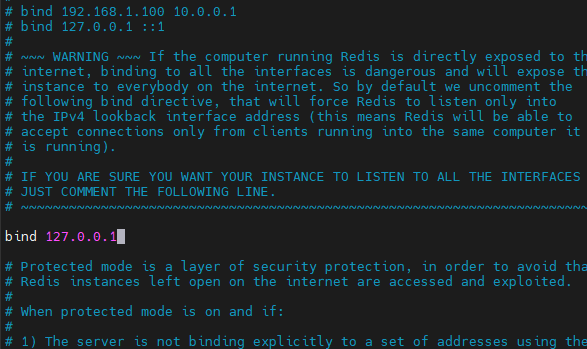 # bind 192.168.1.100 10.0.0.1
# bind 127.0.0.1 ::1
#
# ~~~ WARNING ~~~ If the computer running Redis is directly exposed to th
# internet, binding to all the interfaces is dangerous and will expose th
# instance to everybody on the internet. So by default we uncomment the
# following bind directive, that will force Redis to listen only into
# the IPv4 lookback interface address (this means Redis will be able to
# accept connections only from clients running into the same computer it
# is running).
#
# IF YOU ARE SURE YOU WANT YOUR INSTANCE TO LISTEN TO ALL THE INTERFACES
# JUST COMMENT THE FOLLOWING LINE.
# ~~~~~~~~~~~~~~~~~~~~~~~~~~~~~~~~~~~~~~~~~~~~~~~~~~~~~~~~~~~~~~~~~~~~~~~
bind 127.0.0.1
# Protected mode is a layer of security protection, in order to avoid tha
# Redis instances left open on the internet are accessed and exploited.
#
# When protected mode is on and if:
#
# 1) The server is not binding explicitly to a set of addresses using the